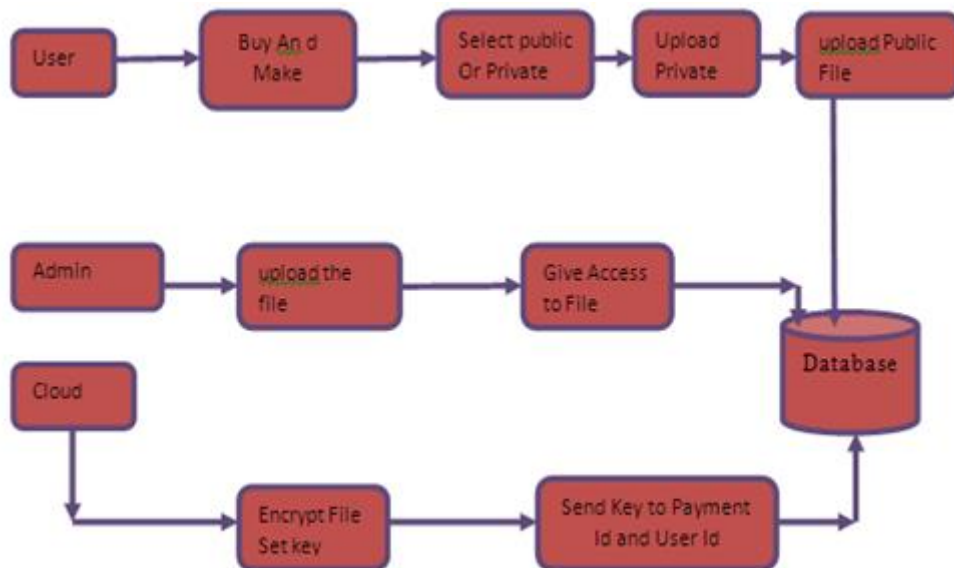 User
Buy An d
Make
Select public
Or Private
Upload
Private
upload Public
File
Admin
upload the
file
Give Access
to File
Database
Cloud
Encrypt File
Set key
Send Key to Payment
Id and User Id